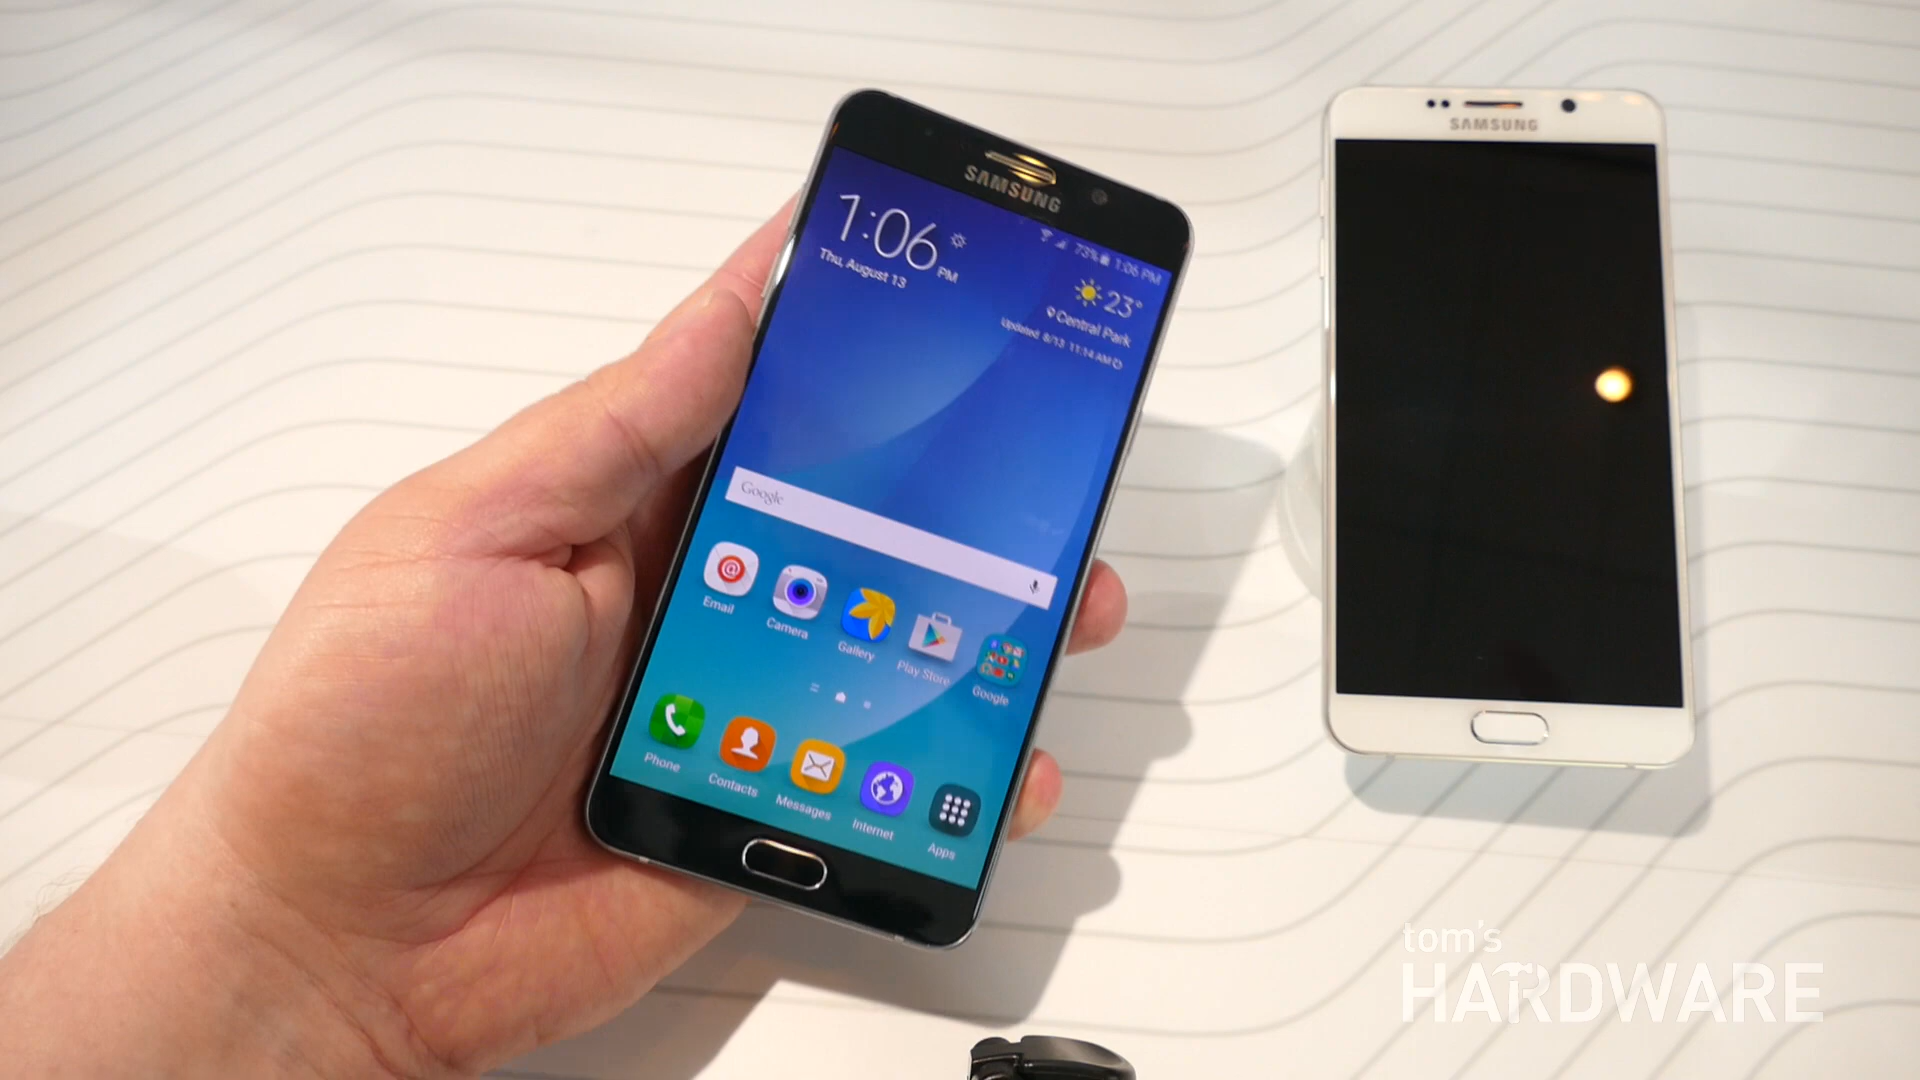 SAMSUNG
73% 1:06 PM
1:06 PM
Thu, August 13
23°
Central Park
Updated 8/13 11:14 AM
Google
Email
Camera
Gallery
Play Store
Google
Phone
Contacts
Messages
Internet
Apps
SAMSUNG
tom's
HARDWARE